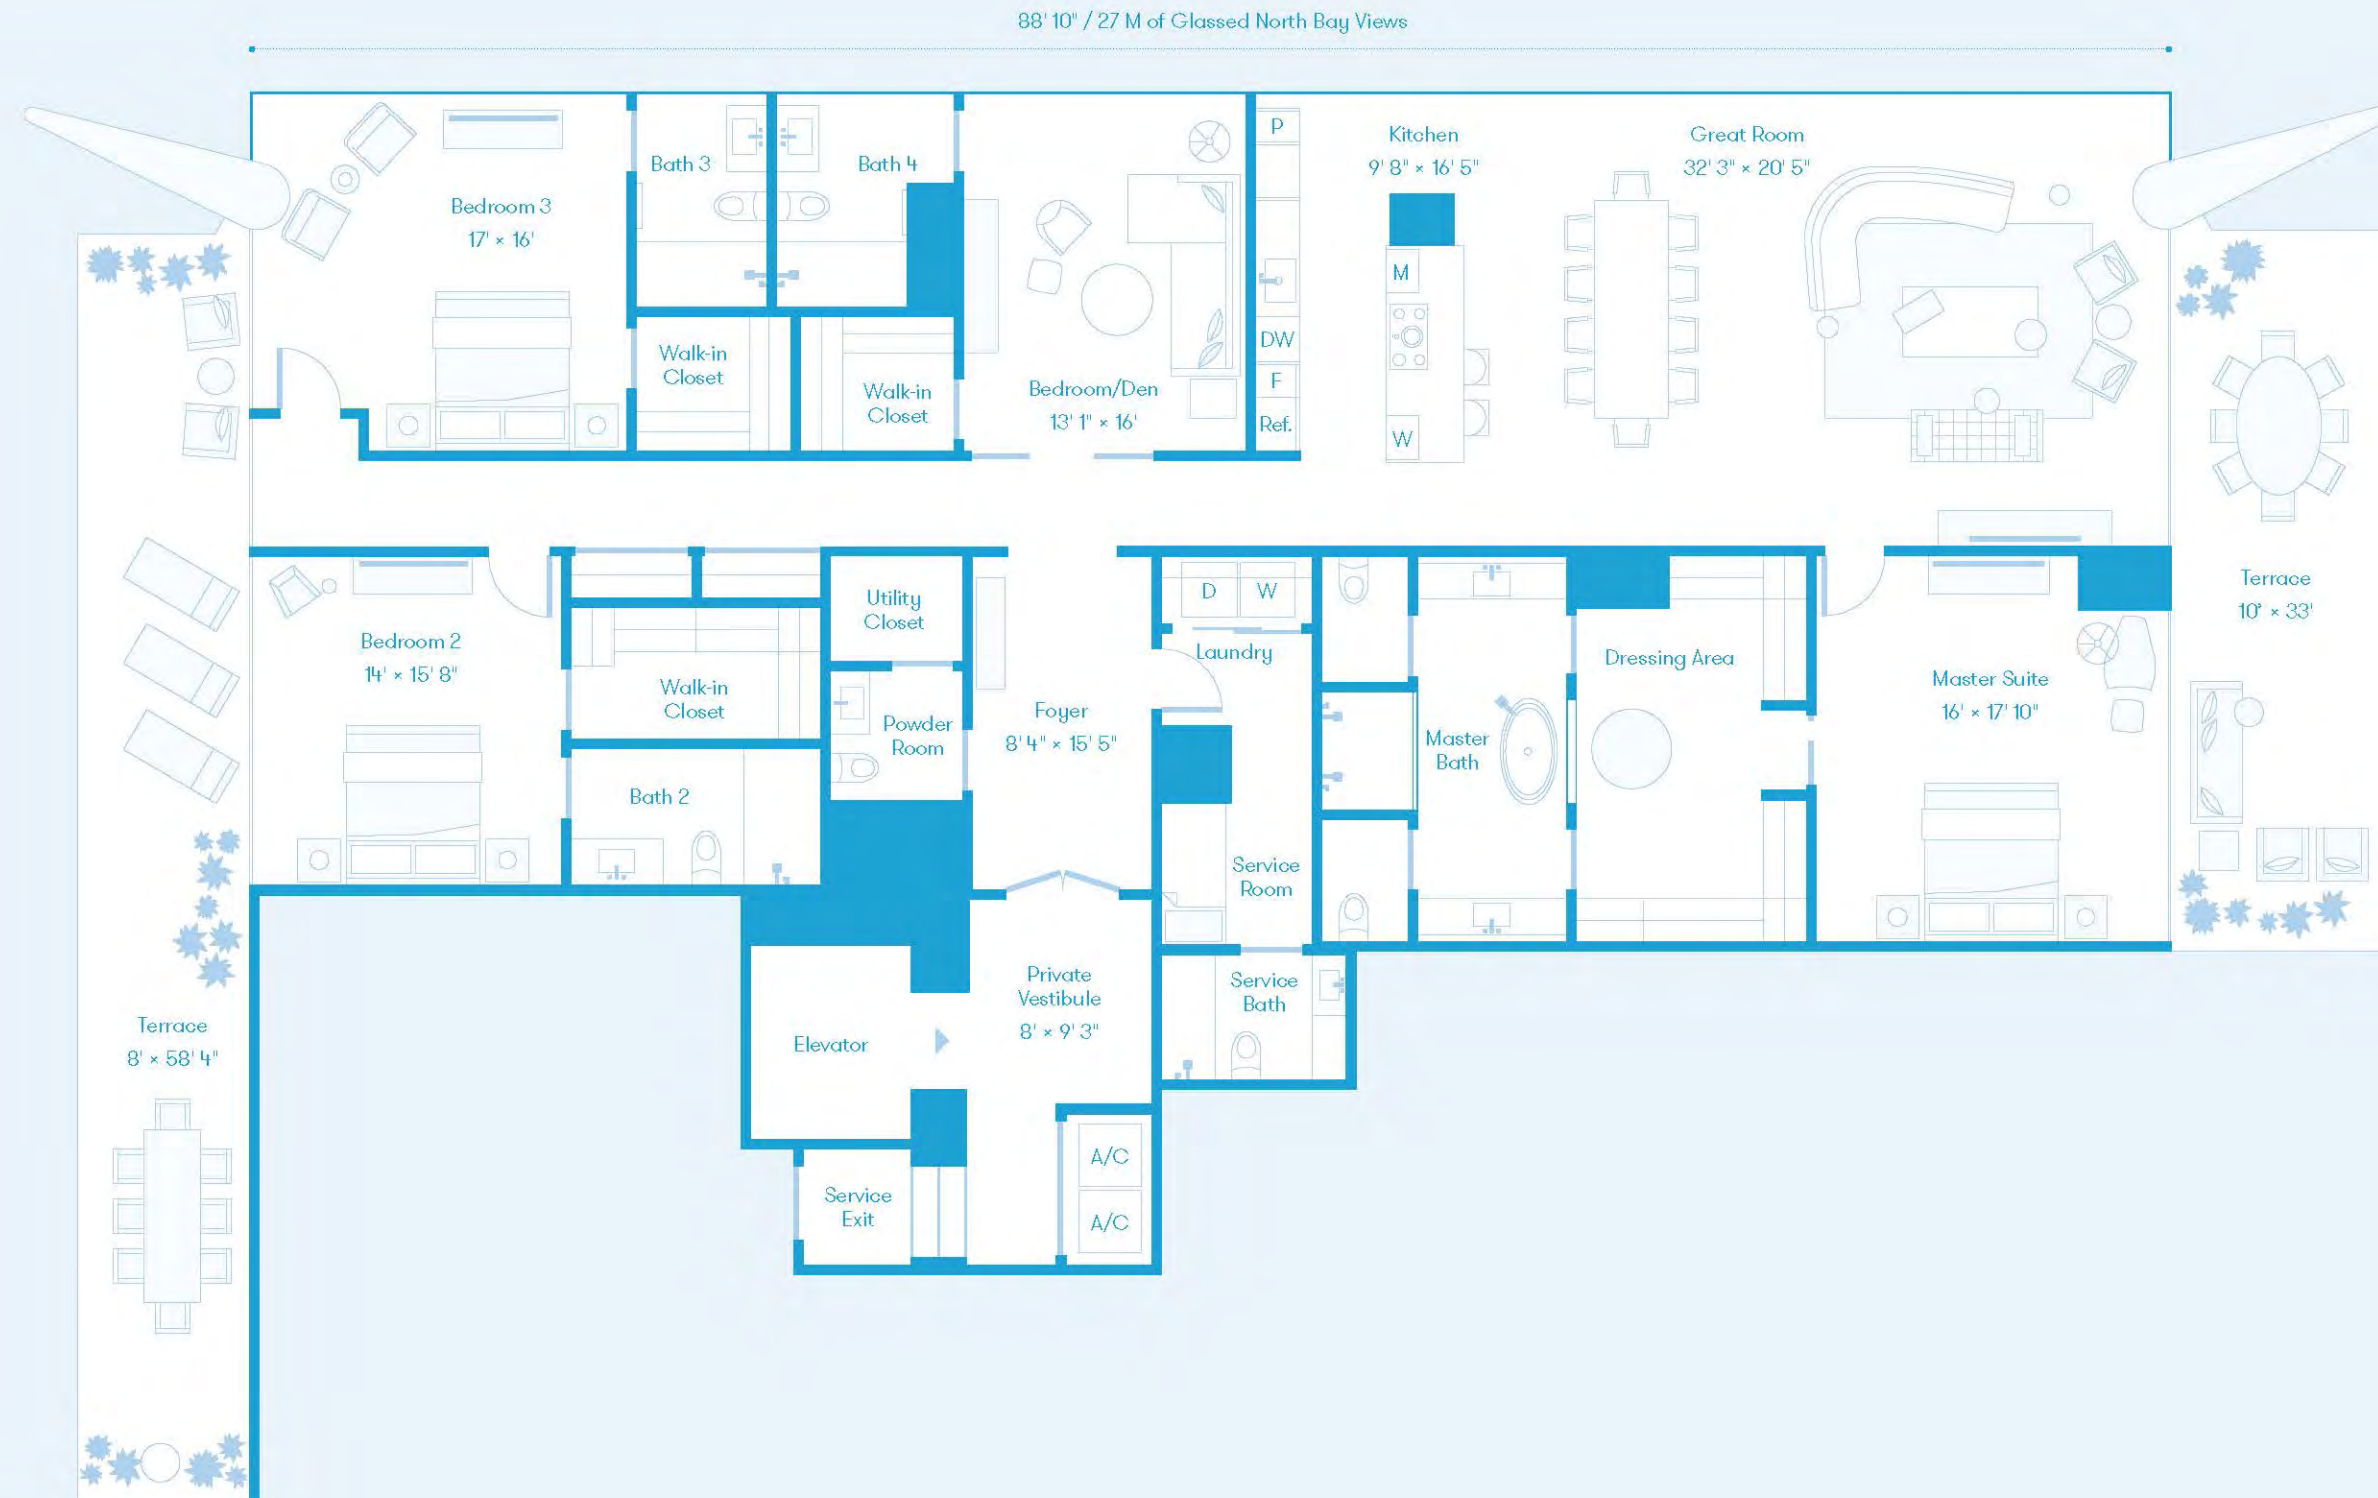 88' 10" / 27 M of Glassed North Bay Views
Bedroom 3
17' × 16'
Bath 3
Bath 4
Walk-in
Closet
Walk-in
Closet
Bedroom/Den
13' 1" × 16'
P
DW
F
Ref.
Kitchen
9' 8" × 16' 5"
M
W
Great Room
32' 3" × 20' 5"
Bedroom 2
14' × 15' 8"
Walk-in
Closet
Bath 2
Utility
Closet
Powder
Room
Foyer
8' 4" × 15' 5"
D
W
Laundry
Service
Room
Master
Bath
Dressing Area
Master Suite
16' × 17' 10"
Terrace
10' × 33'
Terrace
8' × 58' 4"
Elevator
Private
Vestibule
8' × 9' 3"
Service
Bath
Service
Exit
A/C
A/C